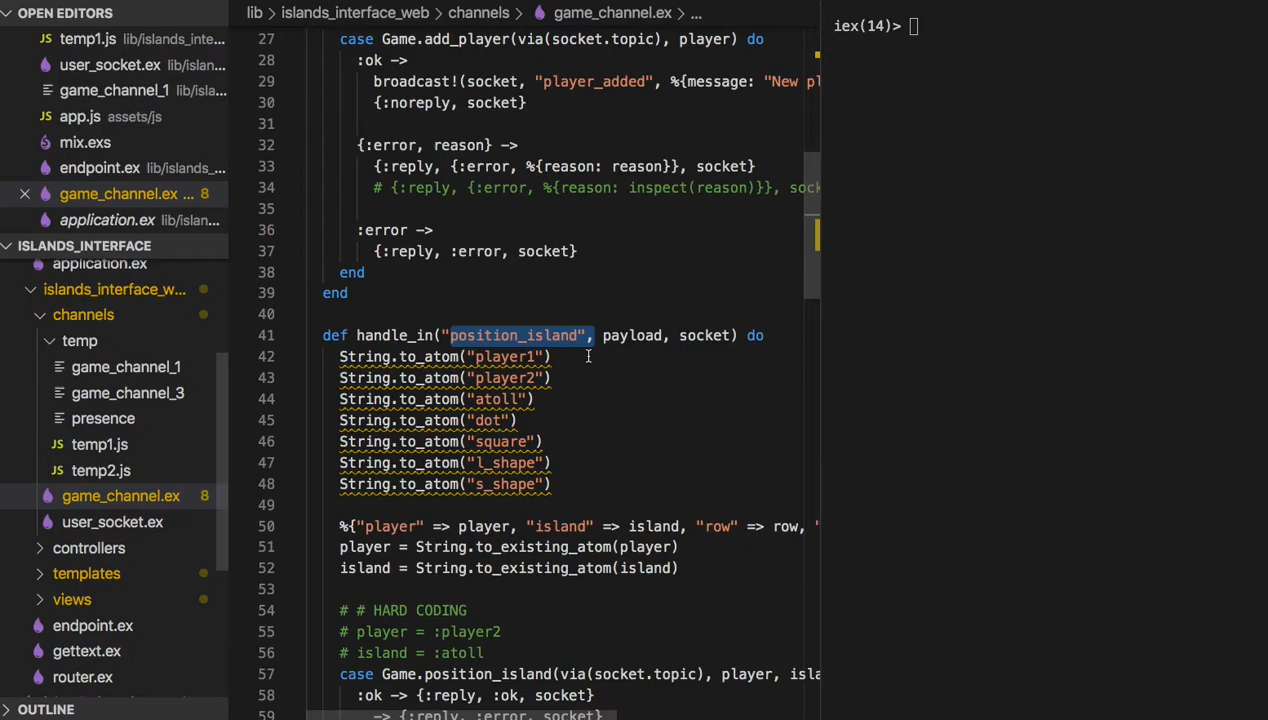 OPEN EDITORS
temp1.js lib/islands_inte...
user_socket.ex lib/islan...
game_channel_1 lib/isla...
JS app.js assets/js
mix.exs
endpoint.ex lib/islands_...
game_channel.ex ... 8
application.ex lib/islan...
ISLANDS_INTERFACE
application.ex
islands_interface_w...
channels
temp
game_channel_1
game_channel_3
presence
JS temp1.js
JS temp2.js
game_channel.ex 8
user_socket.ex
controllers
templates
views
endpoint.ex
gettext.ex
router.ex
OUTLINE
lib > islands_interface_web > channels > game_channel.ex > ...
27 case Game.add_player(via(socket.topic), player) do
28 :ok ->
29 broadcast!(socket, "player_added", %{message: "New pl
30 {:noreply, socket}
31
32 {:error, reason} ->
33 {:reply, {:error, %{reason: reason}}, socket}
34 # {:reply, {:error, %{reason: inspect(reason)}}, sock
35
36 :error ->
37 {:reply, :error, socket}
38 end
39 end
40
41 def handle_in("position_island", payload, socket) do
42 String.to_atom("player1")
43 String.to_atom("player2")
44 String.to_atom("atoll")
45 String.to_atom("dot")
46 String.to_atom("square")
47 String.to_atom("l_shape")
48 String.to_atom("s_shape")
49
50 %{"player" => player, "island" => island, "row" => row, "
51 player = String.to_existing_atom(player)
52 island = String.to_existing_atom(island)
53
54 # # HARD CODING
55 # player = :player2
56 # island = :atoll
57 case Game.position_island(via(socket.topic), player, isla
58 :ok -> {:reply, :ok, socket}
59 -> {:reply, :error, socket}
iex(14)>